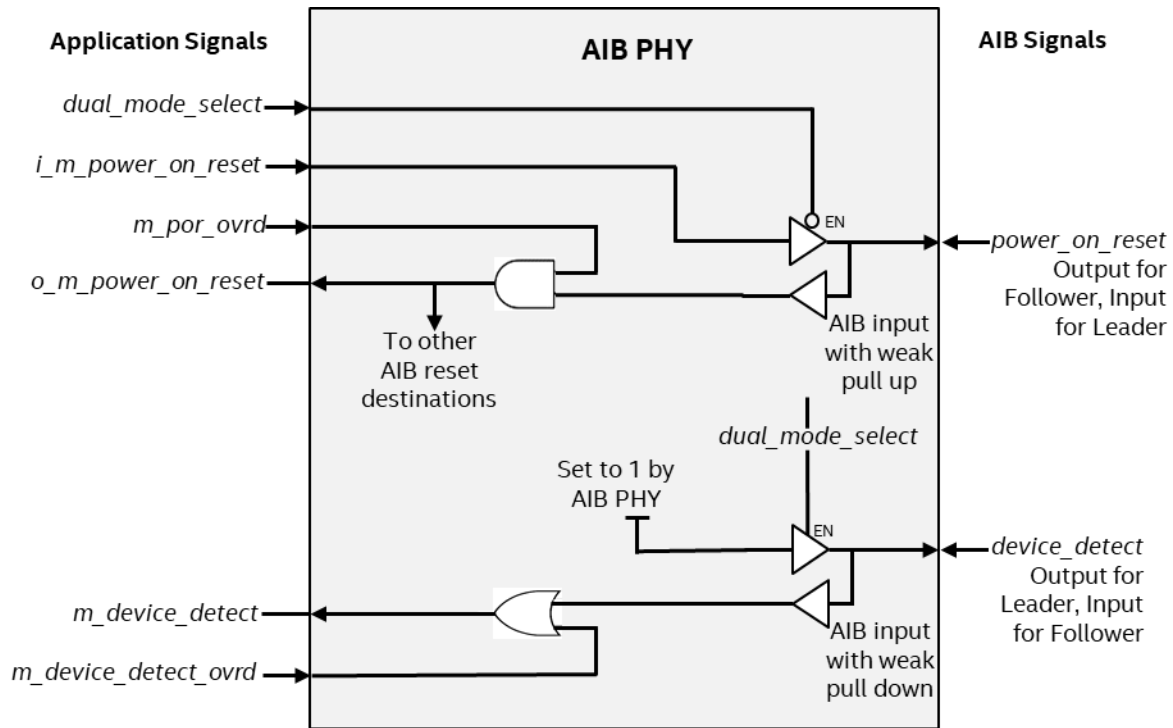 Application Signals
AIB PHY
AIB Signals
dual_mode_select
i_m_power_on_reset
m_por_ovrd
o_m_power_on_reset
EN
power_on_reset
Output for
Follower, Input
for Leader
To other
AIB reset
destinations
AIB input
with weak
pull up
dual_mode_select
Set to 1 by
AIB PHY
EN
device_detect
Output for
Leader, Input
for Follower
m_device_detect
m_device_detect_ovrd
AIB input
with weak
pull down